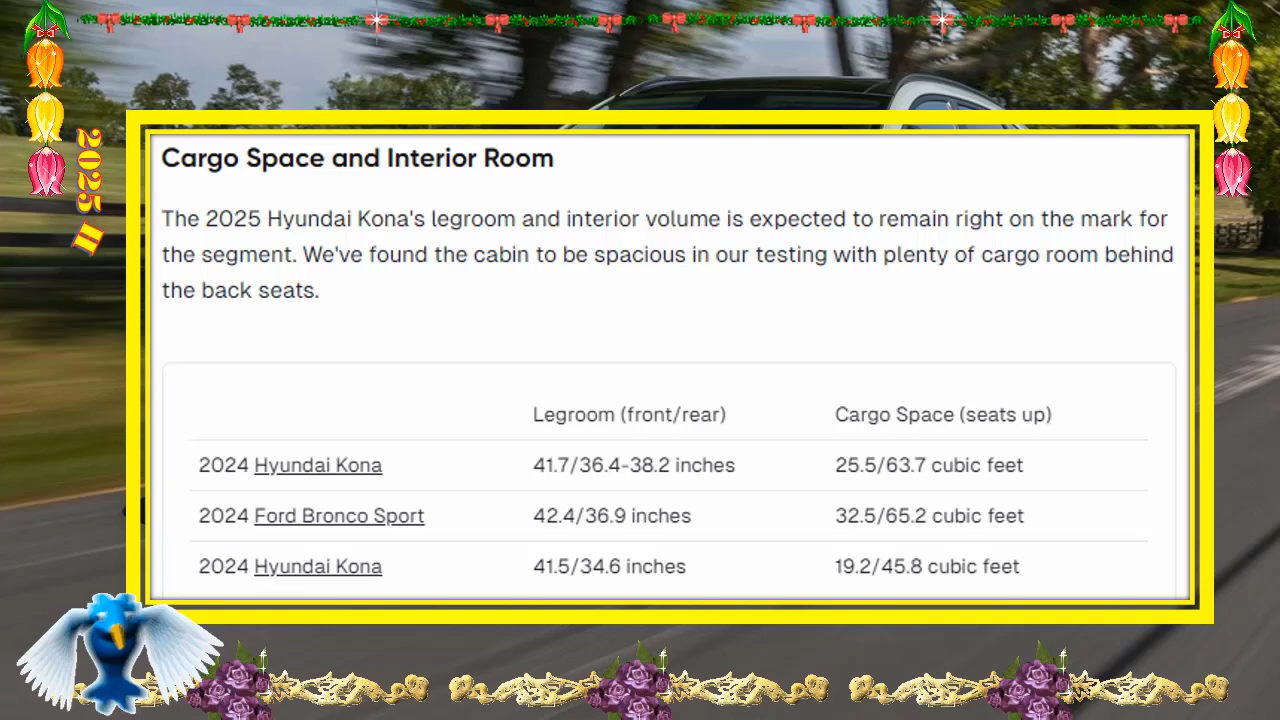 Cargo Space and Interior Room
The 2025 Hyundai Kona's legroom and interior volume is expected to remain right on the mark for
the segment. We've found the cabin to be spacious in our testing with plenty of cargo room behind
the back seats.
Legroom (front/rear) Cargo Space (seats up)
2024 Hyundai Kona 41.7/36.4-38.2 inches 25.5/63.7 cubic feet
2024 Ford Bronco Sport 42.4/36.9 inches 32.5/65.2 cubic feet
2024 Hyundai Kona 41.5/34.6 inches 19.2/45.8 cubic feet
2025